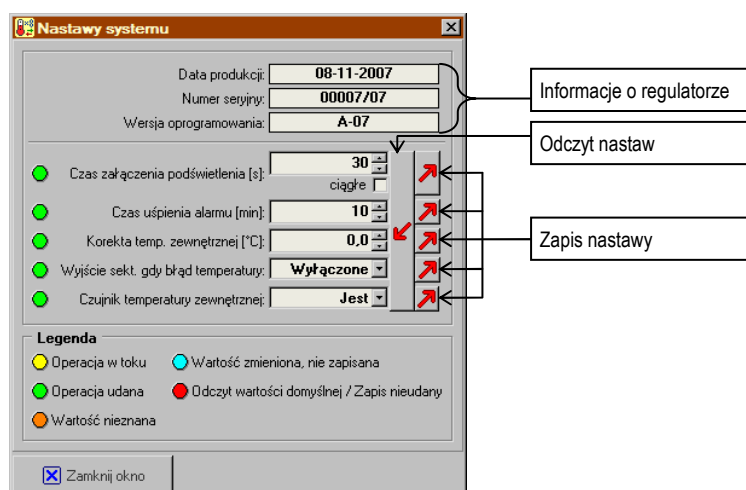 Nastawy systemu
Data produkcji: 08-11-2007
Numer seryjny: 00007/07
Wersja oprogramowania: A-07
Informacje o regulatorze
Odczyt nastaw
Czas załączenia podświetlenia [s]: 30
ciągłe
Czas uśpienia alarmu [min]: 10
Korekta temp. zewnętrznej [°C]: 0,0
Zapis nastawy
Wyjście sekt. gdy błąd temperatury: Wyłączone
Czujnik temperatury zewnętrznej: Jest
Legenda
Operacja w toku Wartość zmieniona, nie zapisana
Operacja udana Odczyt wartości domyślnej / Zapis nieudany
Wartość nieznana
Zamknij okno